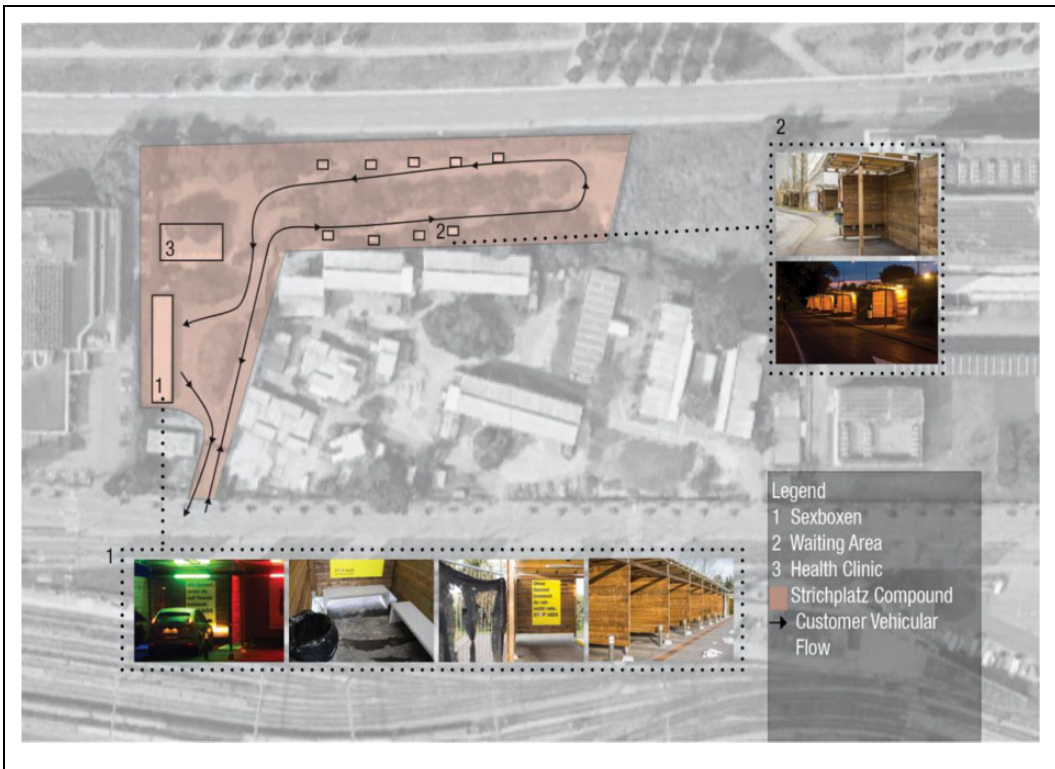 2
3
2
1
1
Legend
1 Sexboxen
2 Waiting Area
3 Health Clinic
Strichplatz Compound
Customer Vehicular
Flow